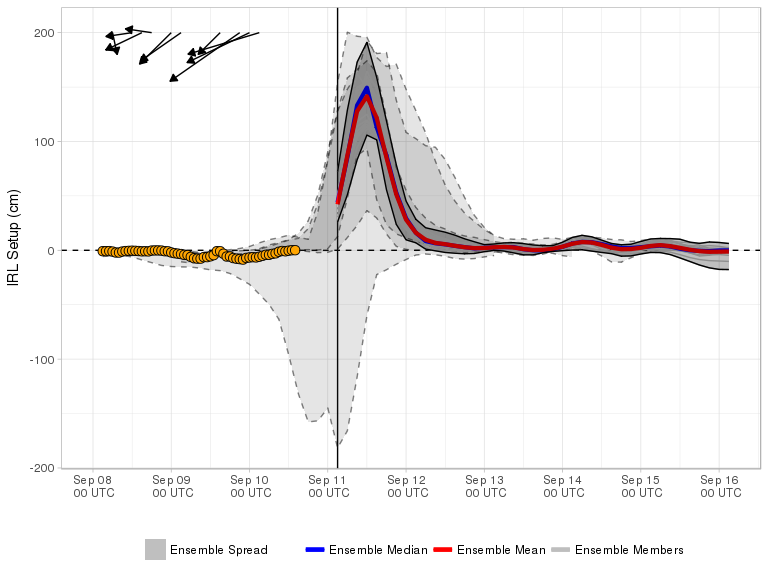 200
100
0
-100
-200
IRL Setup (cm)
Sep 08 Sep 09 Sep 10 Sep 11 Sep 12 Sep 13 Sep 14 Sep 15 Sep 16
00 UTC 00 UTC 00 UTC 00 UTC 00 UTC 00 UTC 00 UTC 00 UTC 00 UTC
Ensemble Spread Ensemble Median Ensemble Mean Ensemble Members